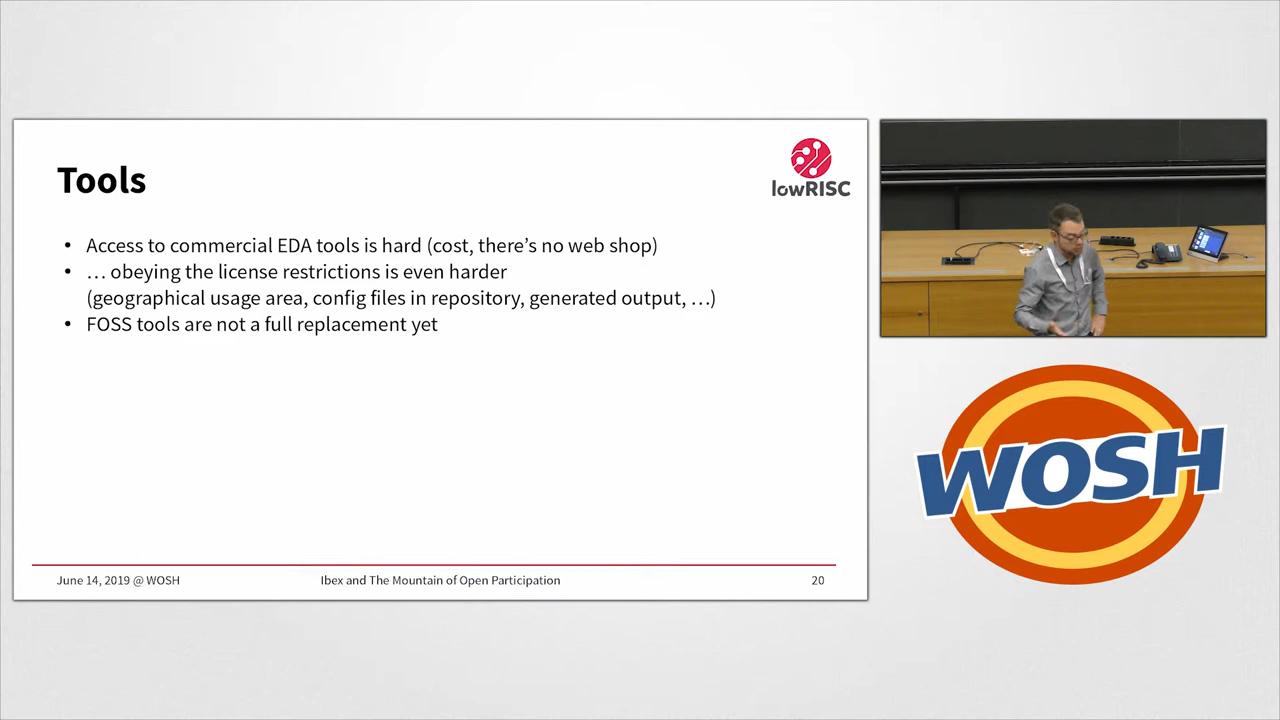 Tools
lowRISC
• Access to commercial EDA tools is hard (cost, there's no web shop)
• … obeying the license restrictions is even harder
(geographical usage area, config files in repository, generated output, …)
• FOSS tools are not a full replacement yet
June 14, 2019 @ WOSH
Ibex and The Mountain of Open Participation
20
WOSH